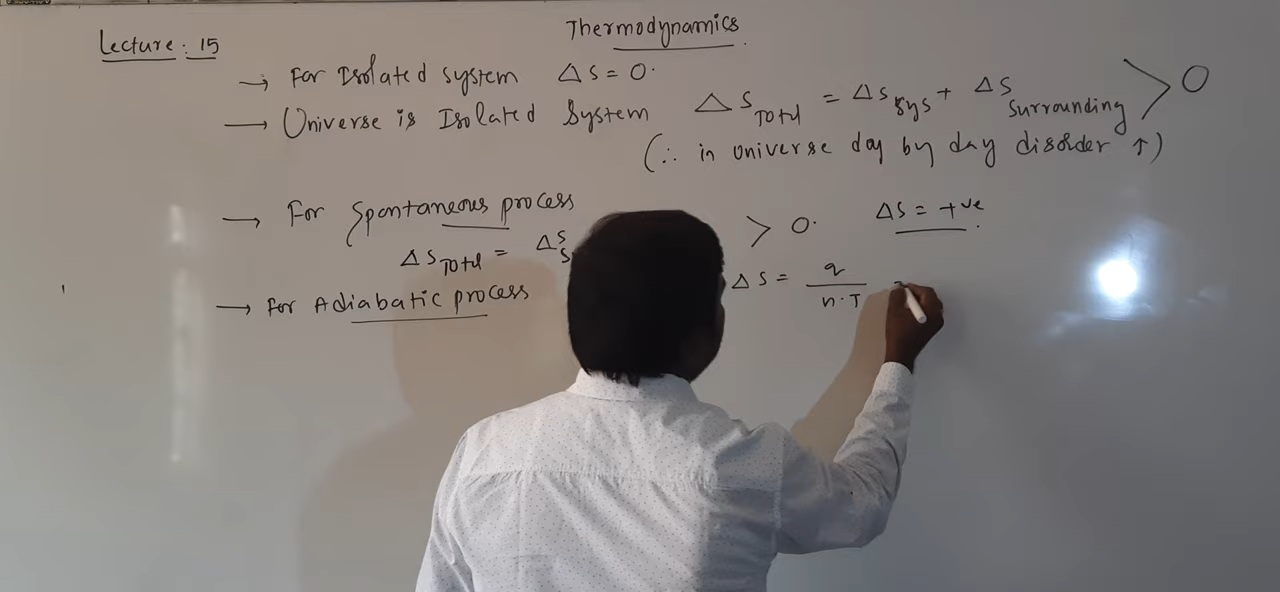 Thermodynamics
Lecture: 15
→ For Isolated system ΔS = 0.
→ Universe is Isolated System ΔS Total = ΔS sys + ΔS surrounding > 0
(∴ in universe day by day disorder ↑)
→ For Spontaneous process
ΔS Total = ΔS > 0. ΔS = +ve
→ For Adiabatic process ΔS = q / n.T